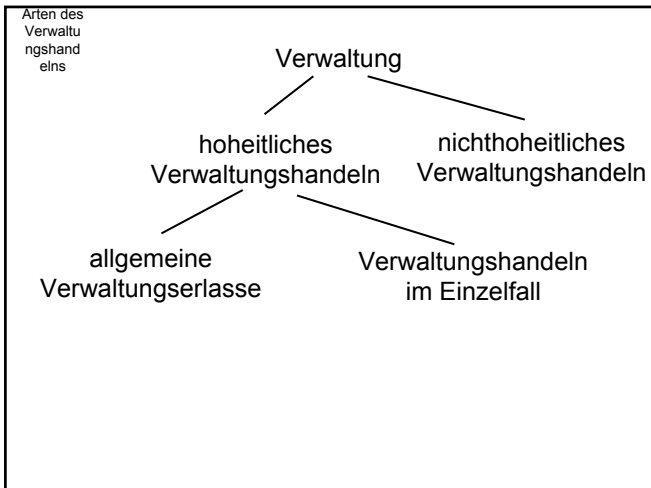 Arten des
Verwaltu
ngshand
elns
Verwaltung
hoheitliches
Verwaltungshandeln
nichthoheitliches
Verwaltungshandeln
allgemeine
Verwaltungserlasse
Verwaltungshandeln
im Einzelfall